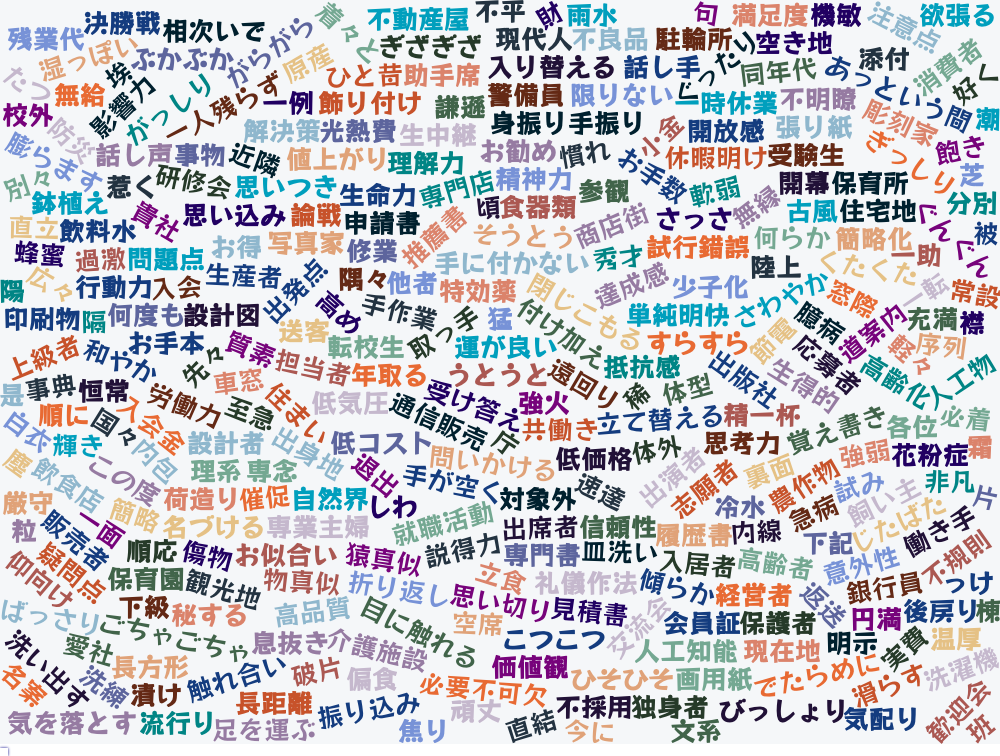 残業代
決勝戦
相次いで
青々と
不動産屋
不平
財
雨水
句
満足度
機敏
注意点
欲張る
湿っぽい
ぶかぶか
がらがら
ぎざぎざ
現代人
不良品
駐輪所
空き地
添付
たつ
埃
影響力
がっしり
原産
ひと昔
助手席
入り替える
話し手
じったり
同年代
あっという間
消費者
好く
校外
無給
一人残らず
一例
飾り付け
謙遜
警備員
限りない
一時休業
不明瞭
彫刻家
潮
防災
解決策
光熱費
生中継
身振り手振り
小金
開放感
張り紙
ぎっしり
飽き
膨らます
話し声
事物
近隣
値上がり
理解力
お勧め
慣れ
お手数
休暇明け
受験生
芝
別々
鉢植え
惹く
研修会
思いつき
生命力
専門店
精神力
参観
軟弱
無縁
開幕
保育所
分別
直立
飲料水
貴社
思い込み
論戦
申請書
推薦書
頃
食器類
商店街
さっさ
古風
住宅地
ぐんぐん
被
蜂蜜
過激
問題点
お得
写真家
修業
そうとう
手に付かない
秀才
試行錯誤
何らか
簡略化
一助
広々
行動力
入会
生産者
出発点
隅々
他者
特効薬
閉じこもる
達成感
少子化
陸上
くたくた
窓際
一転
常設
陽
印刷物
隔
何度も
設計図
高め
手作業
取っ手
猛
付け加え
単純明快
さわやか
臆病
道案内
充満
襟
上級者
和やか
お手本
先々
質素
送客
転校生
担当者
運が良い
すらすら
節電
応募者
軽々
序列
是
事典
恒常
車窓
住まい
年取る
うとうと
遠回り
抵抗感
稀
体型
出版社
生得的
高齢化
人工物
白衣
順に
国々
入会金
労働力
至急
低気圧
通信販売
受け答え
強火
共働き
立て替える
精一杯
覚え書き
各位
必着
輝き
内包
設計者
出身地
低コスト
庁
問いかける
低価格
体外
思考力
強弱
花粉症
霜
塵
飲食店
この度
理系
専念
退出
手が空く
速達
出演者
志願者
裏面
農作物
試み
非凡
厳守
簡略
荷造り
催促
自然界
しわ
対象外
冷水
急病
飼い主
片
粒
販売者
一面
名づける
専業主婦
就職活動
出席者
信頼性
履歴書
内線
下記
じたばた
働き手
仰向け
疑問点
順応
傷物
お似合い
猿真似
説得力
専門書
皿洗い
入居者
高齢者
意外性
不規則
保育園
観光地
物真似
折り返し
立食
礼儀作法
傾らか
経営者
返送
銀行員
っけ
ばっさり
下級
秘する
高品質
目に触れる
思い切り
見積書
交流会
会員証
保護者
円満
後戻り
棟
洗い出す
愛社
ごちゃごちゃ
息抜き
介護施設
空席
こつこつ
人工知能
現在地
明示
実費
温厚
名案
洗練
長方形
漬け
触れ合い
破片
偏食
価値観
ひそひそ
画用紙
でたらめに
滑らす
洗濯機
気を落とす
流行り
足を運ぶ
長距離
振り込み
焦り
必要不可欠
頑丈
直結
不採用
今に
独身者
文系
びっしょり
気配り
歓迎会
班